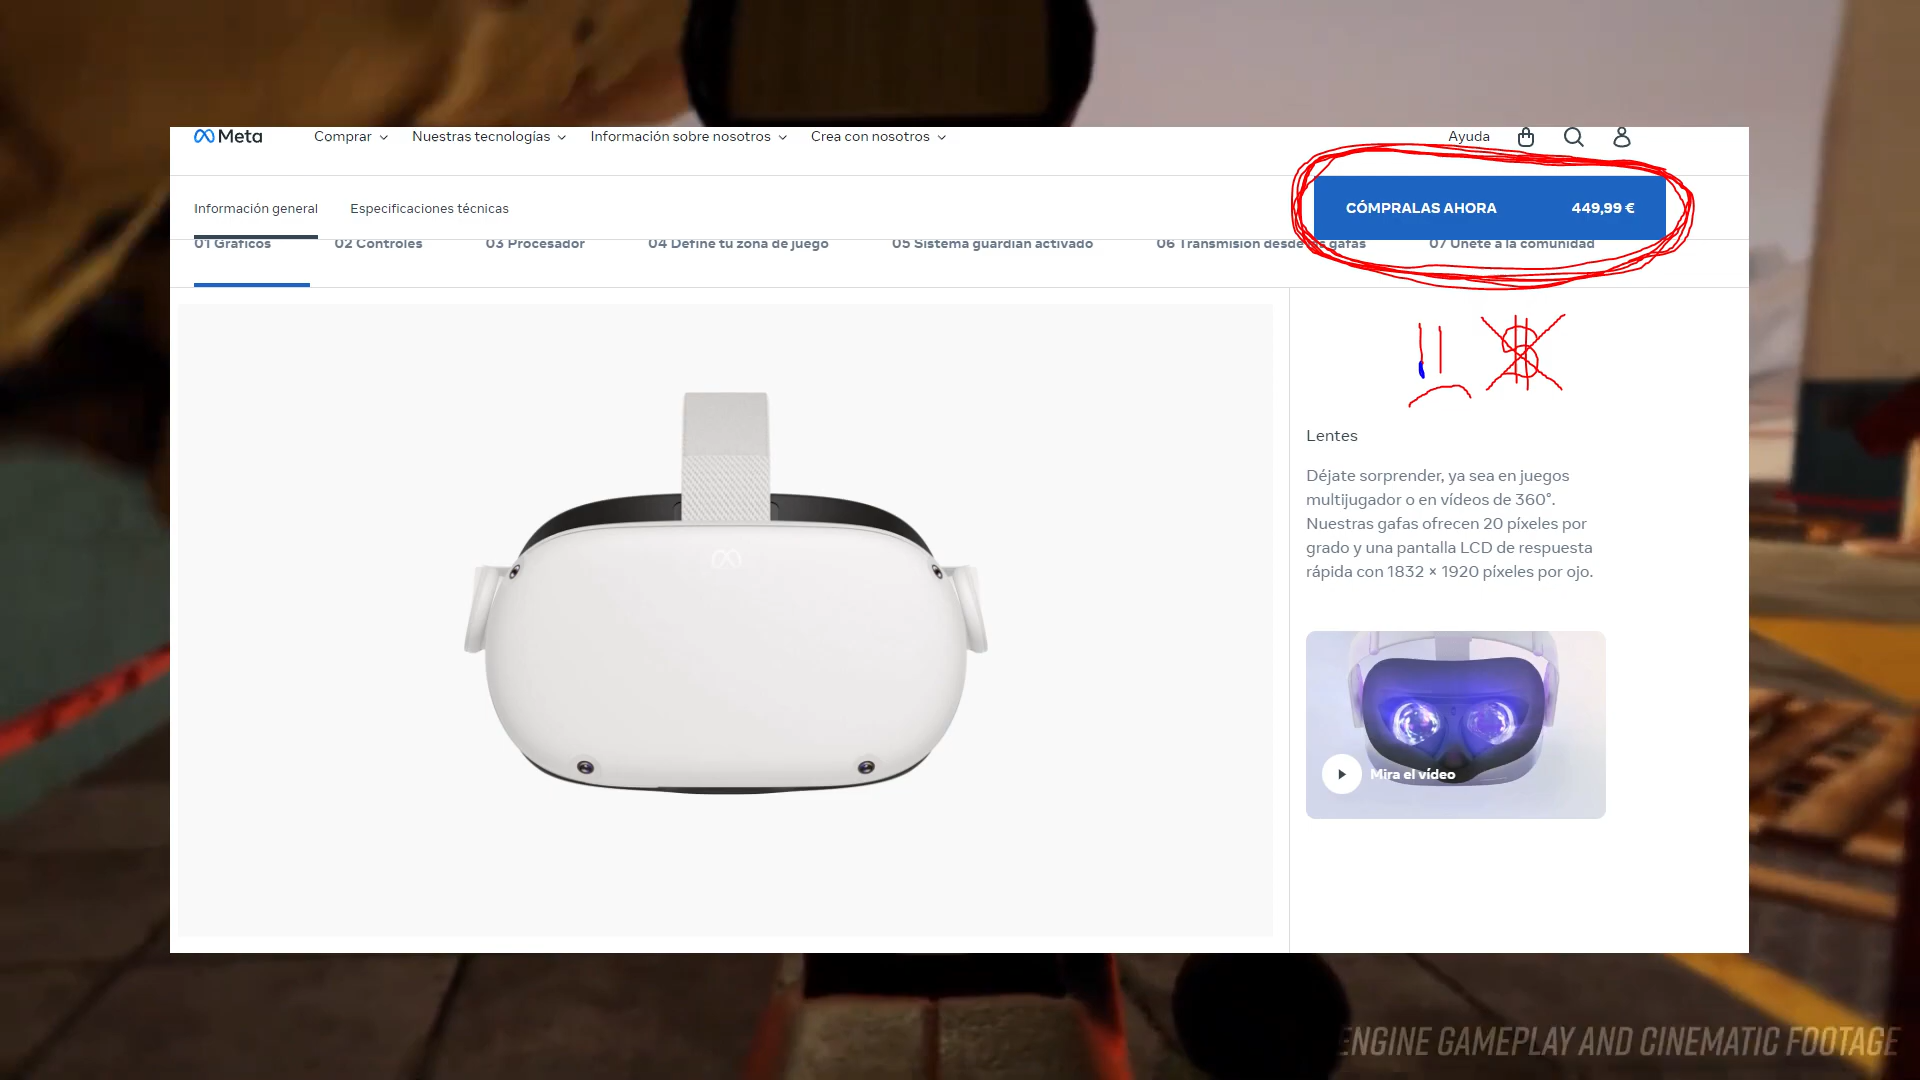 Meta
Comprar Nuestras tecnologías Información sobre nosotros Crea con nosotros Ayuda
Información general Especificaciones técnicas CÓMPRALAS AHORA 449,99 €
01 Gráficos 02 Controles 03 Procesador 04 Define tu zona de juego 05 Sistema guardián activado 06 Transmisión desde las gafas 07 Únete a la comunidad
$
Lentes
Déjate sorprender, ya sea en juegos
multijugador o en vídeos de 360°.
Nuestras gafas ofrecen 20 píxeles por
grado y una pantalla LCD de respuesta
rápida con 1832 × 1920 píxeles por ojo.
Mira el vídeo
ENGINE GAMEPLAY AND CINEMATIC FOOTAGE